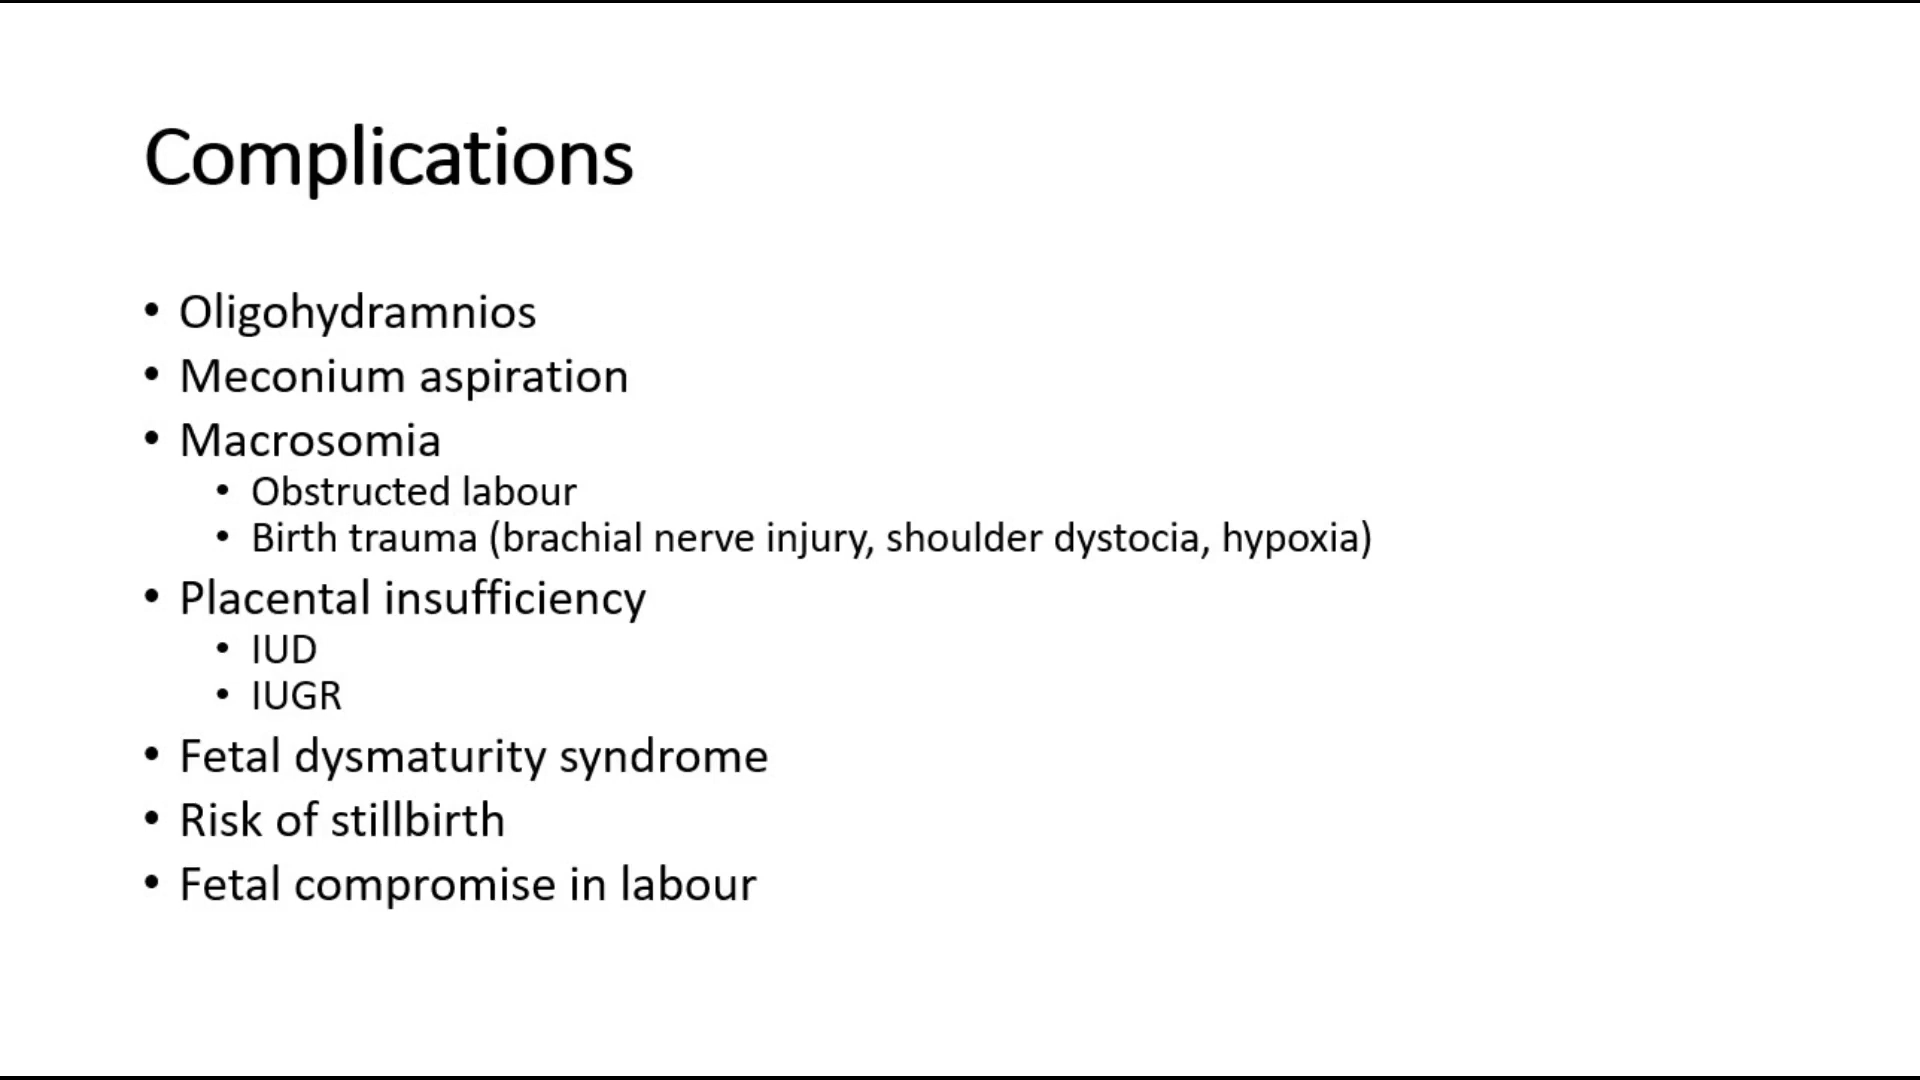 Complications
• Oligohydramnios
• Meconium aspiration
• Macrosomia
• Obstructed labour
• Birth trauma (brachial nerve injury, shoulder dystocia, hypoxia)
• Placental insufficiency
• IUD
• IUGR
• Fetal dysmaturity syndrome
• Risk of stillbirth
• Fetal compromise in labour